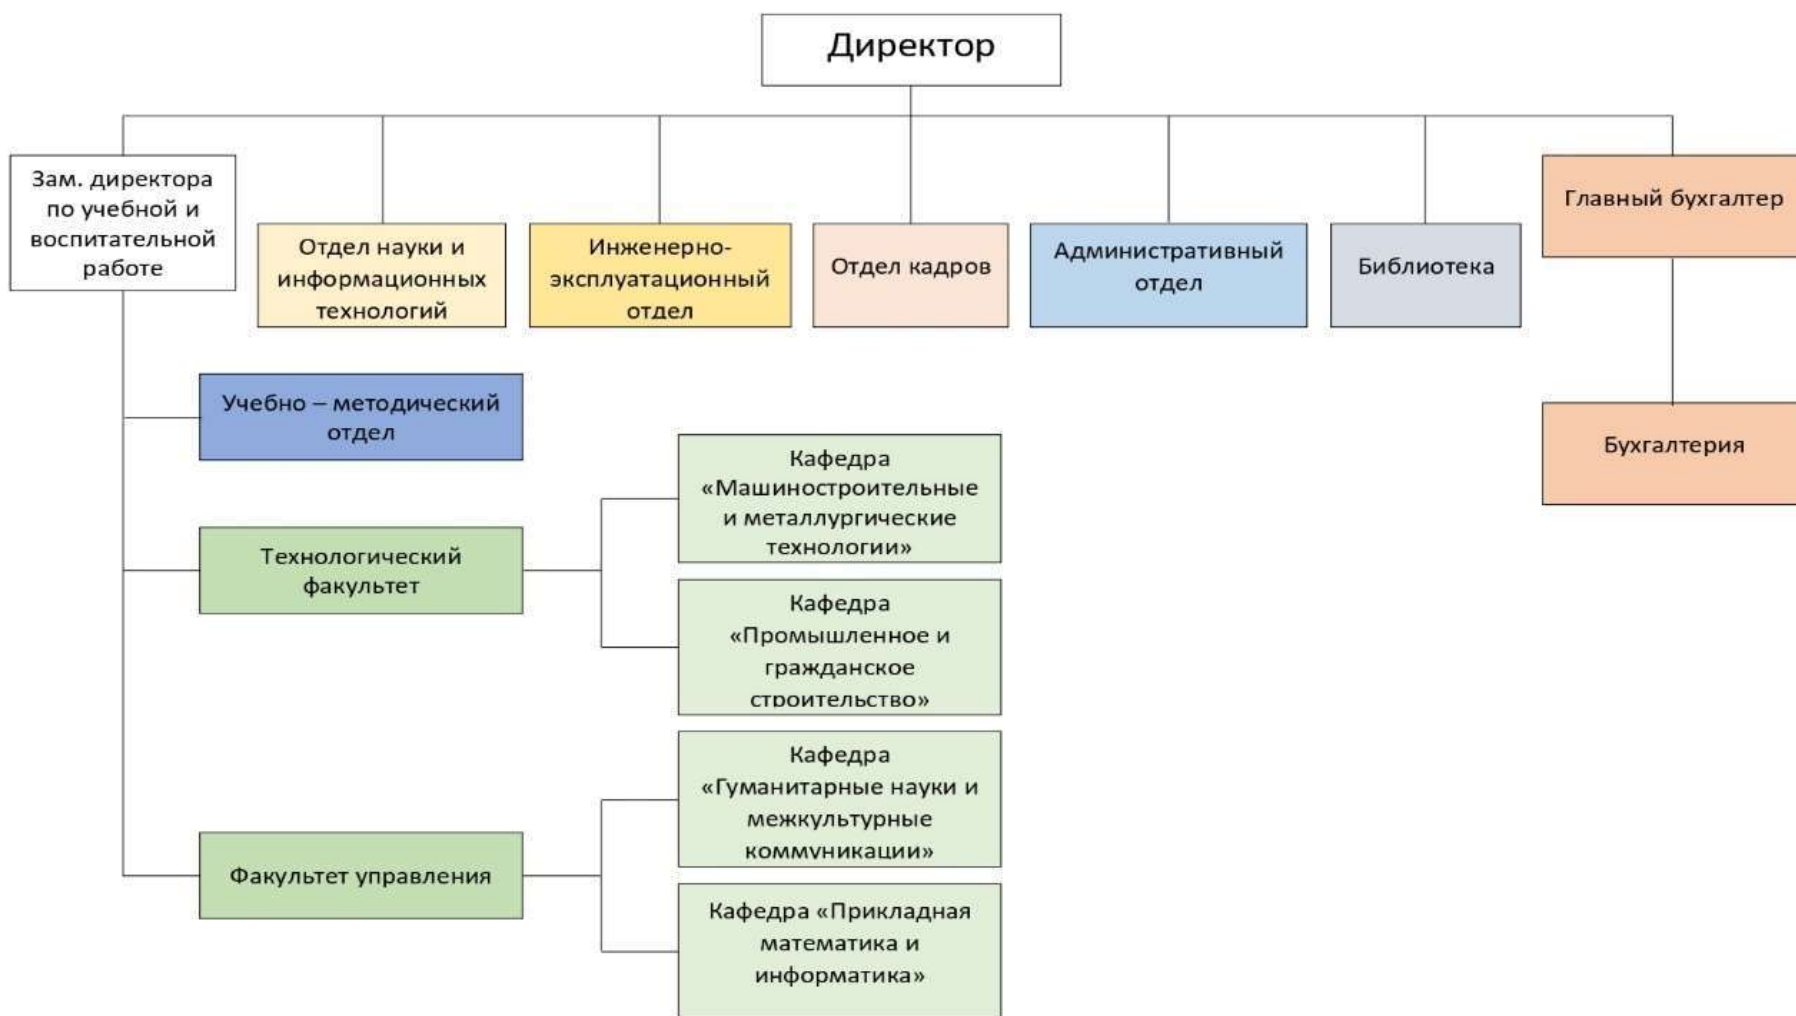 Директор
Зам. директора
по учебной и
воспитательной
работе
Отдел науки и
информационных
технологий
Инженерно-
эксплуатационный
отдел
Отдел кадров
Административный
отдел
Библиотека
Главный бухгалтер
Учебно – методический
отдел
Бухгалтерия
Технологический
факультет
Кафедра
«Машиностроительные
и металлургические
технологии»
Кафедра
«Промышленное и
гражданское
строительство»
Факультет управления
Кафедра
«Гуманитарные науки и
межкультурные
коммуникации»
Кафедра «Прикладная
математика и
информатика»